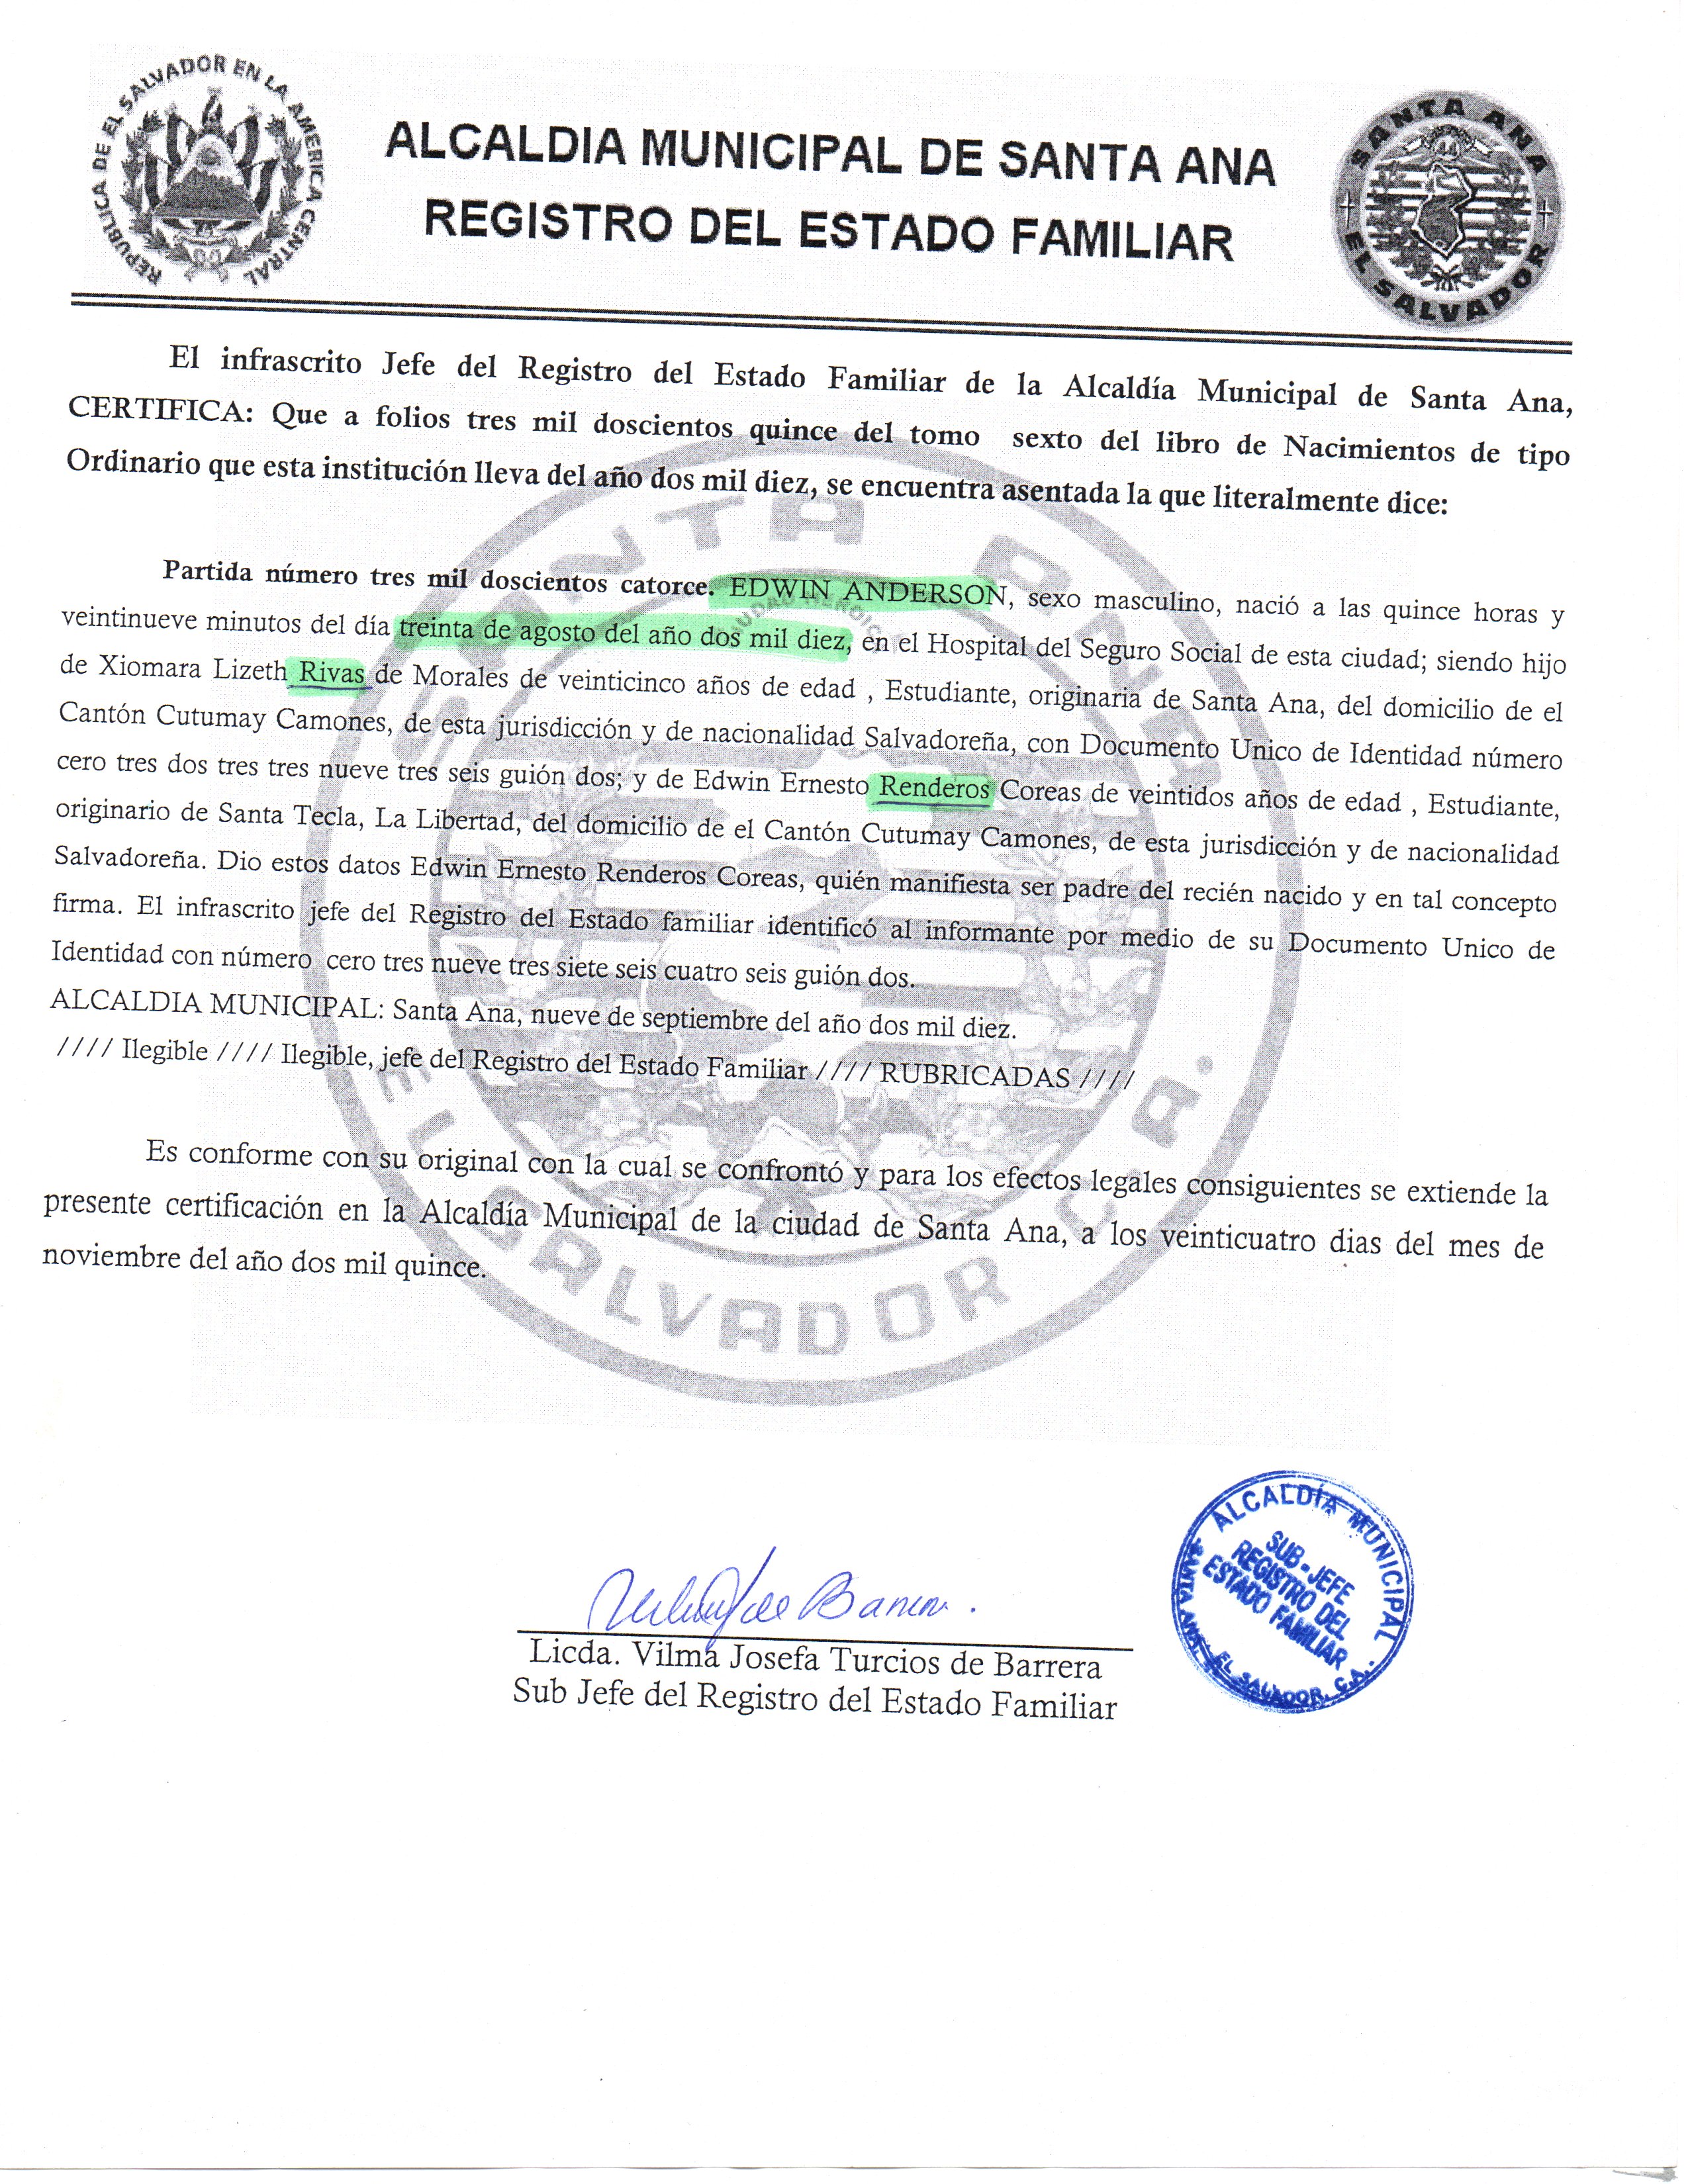 REPUBLICA DE EL SALVADOR EN LA AMERICA CENTRAL
ALCALDIA MUNICIPAL DE SANTA ANA
REGISTRO DEL ESTADO FAMILIAR
SANTA ANA
EL SALVADOR
El infrascrito Jefe del Registro del Estado Familiar de la Alcaldía Municipal de Santa Ana,
CERTIFICA: Que a folios tres mil doscientos quince del tomo sexto del libro de Nacimientos de tipo
Ordinario que esta institución lleva del año dos mil diez, se encuentra asentada la que literalmente dice:
Partida número tres mil doscientos catorce. EDWIN ANDERSON, sexo masculino, nació a las quince horas y
veintinueve minutos del día treinta de agosto del año dos mil diez, en el Hospital del Seguro Social de esta ciudad; siendo hijo
de Xiomara Lizeth Rivas de Morales de veinticinco años de edad , Estudiante, originaria de Santa Ana, del domicilio de el
Cantón Cutumay Camones, de esta jurisdicción y de nacionalidad Salvadoreña, con Documento Unico de Identidad número
cero tres dos tres tres nueve tres seis guión dos; y de Edwin Ernesto Renderos Coreas de veintidos años de edad , Estudiante,
originario de Santa Tecla, La Libertad, del domicilio de el Cantón Cutumay Camones, de esta jurisdicción y de nacionalidad
Salvadoreña. Dio estos datos Edwin Ernesto Renderos Coreas, quién manifiesta ser padre del recién nacido y en tal concepto
firma. El infrascrito jefe del Registro del Estado familiar identificó al informante por medio de su Documento Unico de
Identidad con número cero tres nueve tres siete seis cuatro seis guión dos.
ALCALDIA MUNICIPAL: Santa Ana, nueve de septiembre del año dos mil diez.
//// Ilegible //// Ilegible, jefe del Registro del Estado Familiar //// RUBRICADAS ////
Es conforme con su original con la cual se confrontó y para los efectos legales consiguientes se extiende la
presente certificación en la Alcaldía Municipal de la ciudad de Santa Ana, a los veinticuatro dias del mes de
noviembre del año dos mil quince.
SANTA ANA
EL SALVADOR C.A.
Licda. Vilma Josefa Turcios de Barrera
Sub Jefe del Registro del Estado Familiar
ALCALDÍA MUNICIPAL
SUB-JEFE
REGISTRO DEL
ESTADO FAMILIAR
SANTA ANA, EL SALVADOR, C.A.